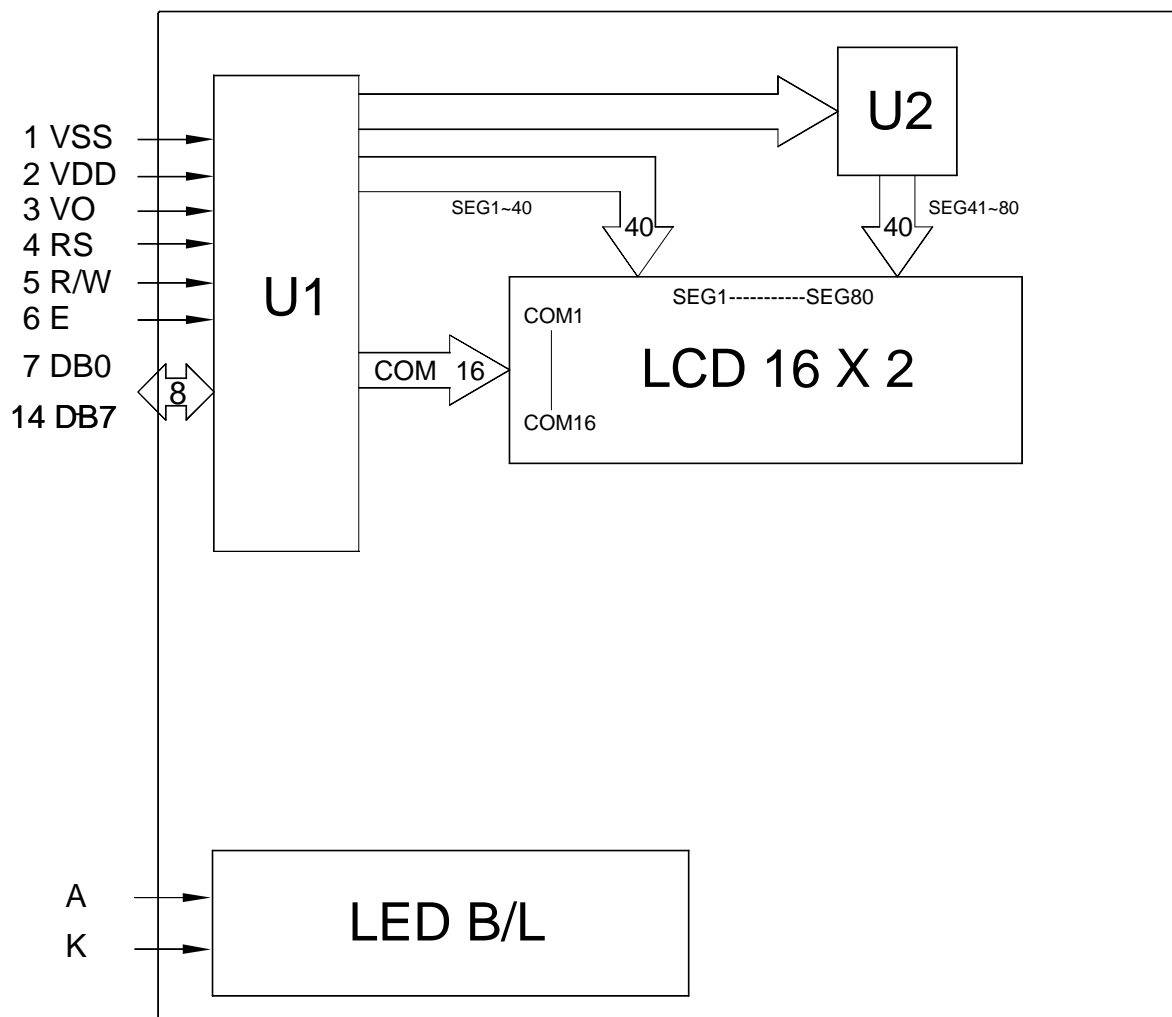 1 VSS
2 VDD
3 VO
4 RS
5 R/W
6 E
7 DB0
14 DB7
8
U1
U2
SEG1~40
40
40
SEG41~80
SEG1-----------SEG80
COM1
COM16
COM 16
LCD 16 X 2
A
K
LED B/L